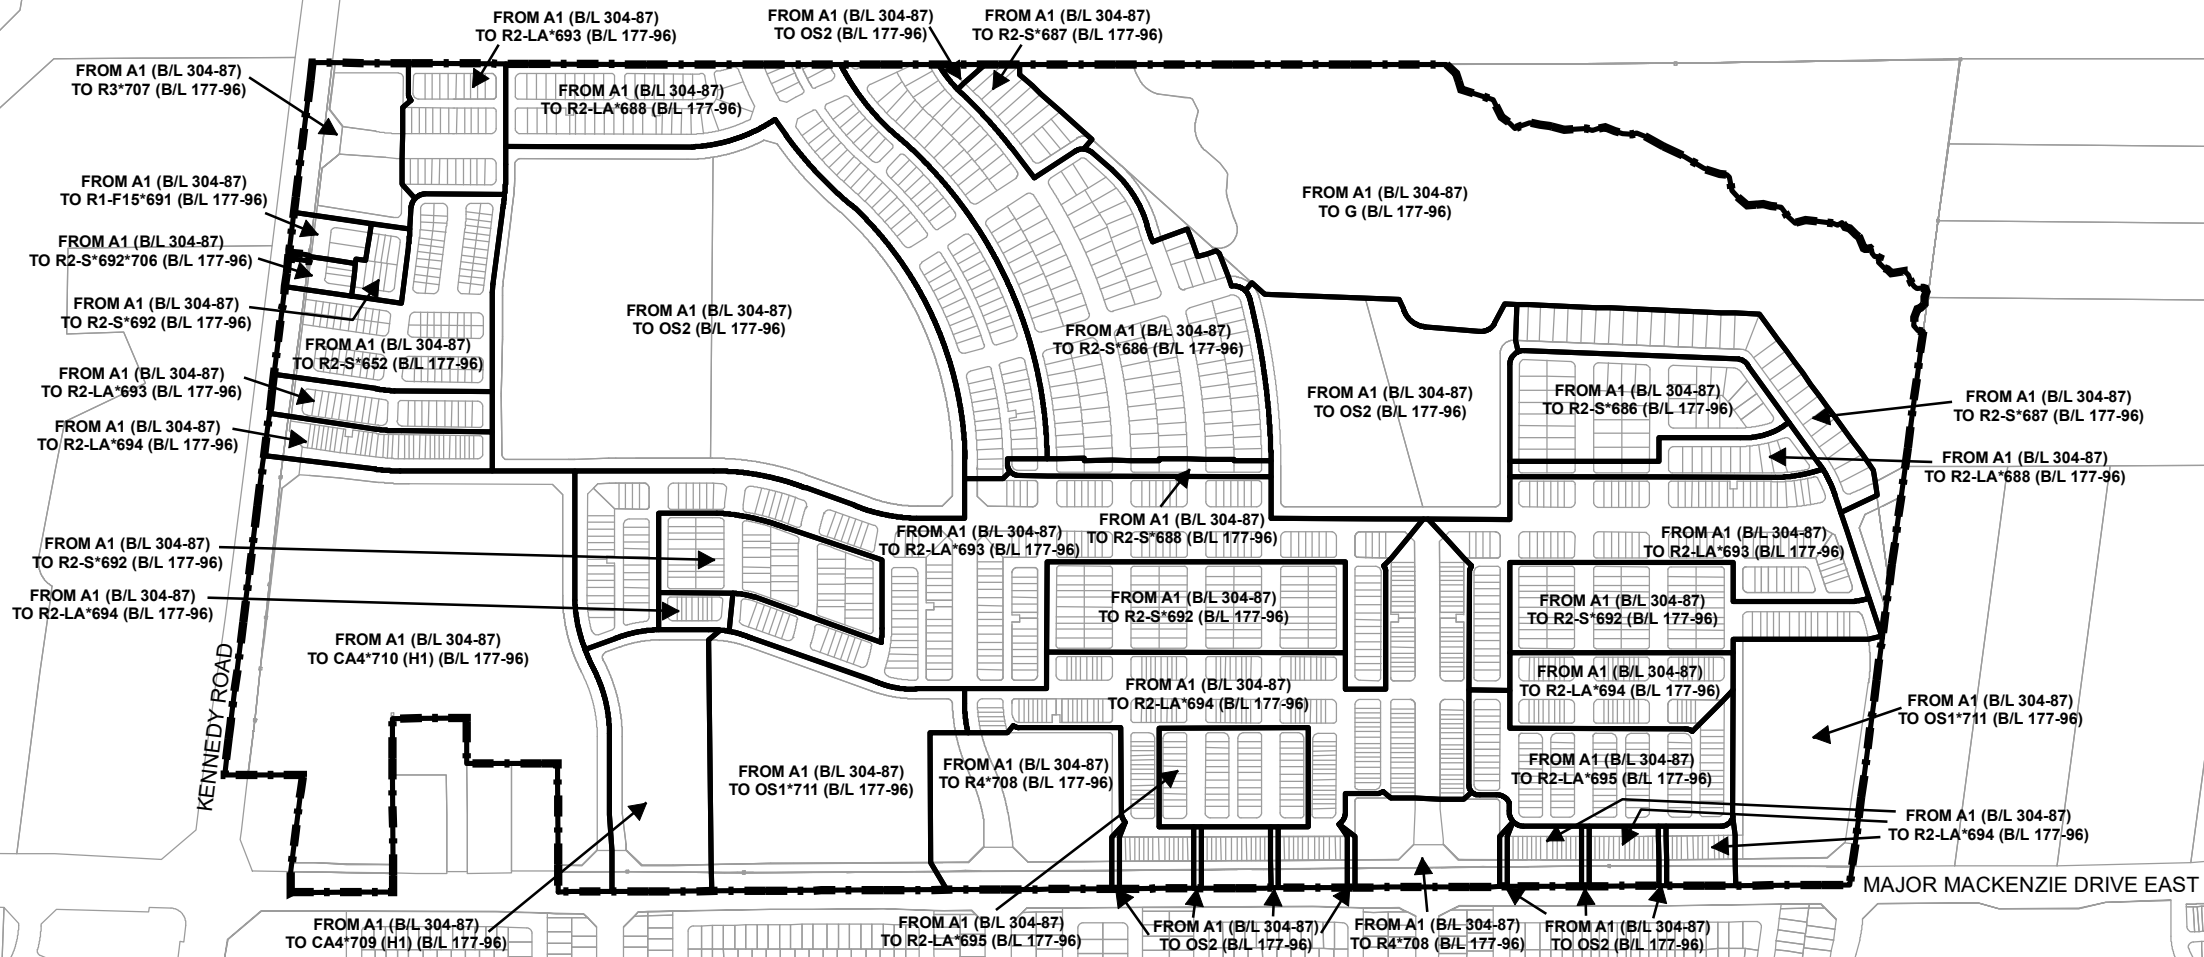 FROM A1 (B/L 304-87)
TO R2-LA*693 (B/L 177-96)
FROM A1 (B/L 304-87)
TO OS2 (B/L 177-96)
FROM A1 (B/L 304-87)
TO R2-S*687 (B/L 177-96)
FROM A1 (B/L 304-87)
TO R3*707 (B/L 177-96)
FROM A1 (B/L 304-87)
TO R2-LA*688 (B/L 177-96)
FROM A1 (B/L 304-87)
TO R1-F15*691 (B/L 177-96)
FROM A1 (B/L 304-87)
TO G (B/L 177-96)
FROM A1 (B/L 304-87)
TO R2-S*692*706 (B/L 177-96)
FROM A1 (B/L 304-87)
TO R2-S*692 (B/L 177-96)
FROM A1 (B/L 304-87)
TO OS2 (B/L 177-96)
FROM A1 (B/L 304-87)
TO R2-S*686 (B/L 177-96)
FROM A1 (B/L 304-87)
TO R2-S*652 (B/L 177-96)
FROM A1 (B/L 304-87)
TO R2-LA*693 (B/L 177-96)
FROM A1 (B/L 304-87)
TO OS2 (B/L 177-96)
FROM A1 (B/L 304-87)
TO R2-S*686 (B/L 177-96)
FROM A1 (B/L 304-87)
TO R2-S*687 (B/L 177-96)
FROM A1 (B/L 304-87)
TO R2-LA*694 (B/L 177-96)
FROM A1 (B/L 304-87)
TO R2-LA*688 (B/L 177-96)
FROM A1 (B/L 304-87)
TO R2-LA*693 (B/L 177-96)
FROM A1 (B/L 304-87)
TO R2-S*688 (B/L 177-96)
FROM A1 (B/L 304-87)
TO R2-LA*693 (B/L 177-96)
FROM A1 (B/L 304-87)
TO R2-S*692 (B/L 177-96)
FROM A1 (B/L 304-87)
TO R2-LA*694 (B/L 177-96)
FROM A1 (B/L 304-87)
TO R2-S*692 (B/L 177-96)
FROM A1 (B/L 304-87)
TO R2-S*692 (B/L 177-96)
FROM A1 (B/L 304-87)
TO CA4*710 (H1) (B/L 177-96)
FROM A1 (B/L 304-87)
TO R2-LA*694 (B/L 177-96)
FROM A1 (B/L 304-87)
TO R2-LA*694 (B/L 177-96)
FROM A1 (B/L 304-87)
TO OS1*711 (B/L 177-96)
KENNEDY ROAD
FROM A1 (B/L 304-87)
TO OS1*711 (B/L 177-96)
FROM A1 (B/L 304-87)
TO R4*708 (B/L 177-96)
FROM A1 (B/L 304-87)
TO R2-LA*695 (B/L 177-96)
FROM A1 (B/L 304-87)
TO R2-LA*694 (B/L 177-96)
MAJOR MACKENZIE DRIVE EAST
FROM A1 (B/L 304-87)
TO CA4*709 (H1) (B/L 177-96)
FROM A1 (B/L 304-87)
TO R2-LA*695 (B/L 177-96)
FROM A1 (B/L 304-87)
TO OS2 (B/L 177-96)
FROM A1 (B/L 304-87)
TO R4*708 (B/L 177-96)
FROM A1 (B/L 304-87)
TO OS2 (B/L 177-96)